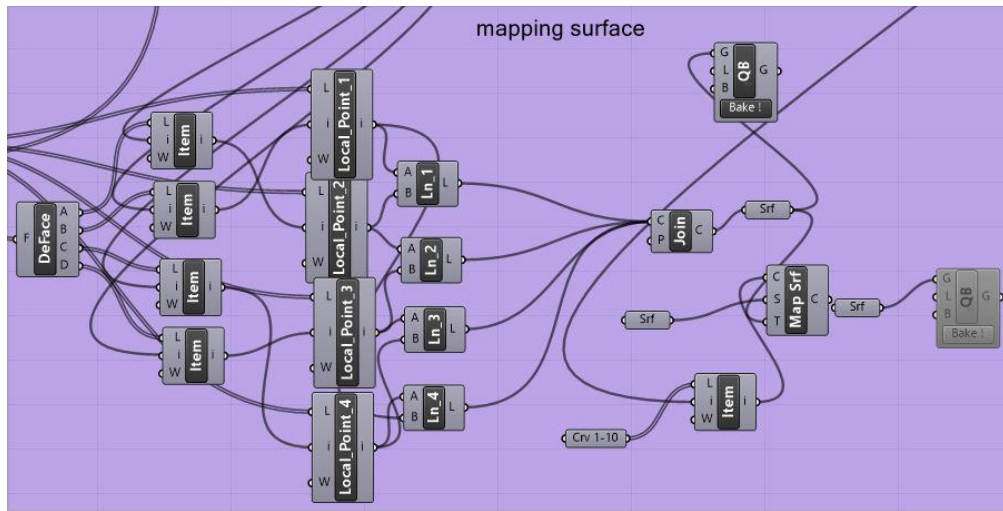 mapping surface
G
L
B
QB
G
Bake !
L
i
W
Item
i
L
i
W
Item
i
F
DeFace
A
B
C
D
L
i
W
Item
i
L
i
W
Item
i
L
W
Local_Point_1
i
L
i
W
Local_Point_2
i
L
i
W
Local_Point_3
i
L
i
W
Local_Point_4
i
A
B
Ln_1
L
A
B
Ln_2
L
A
B
Ln_3
L
A
B
Ln_4
L
C
P
Join
C
Srf
Srf
C
S
T
Map Srf
C
Srf
G
L
B
QB
G
Bake !
Crv 1-10
L
i
W
Item
i